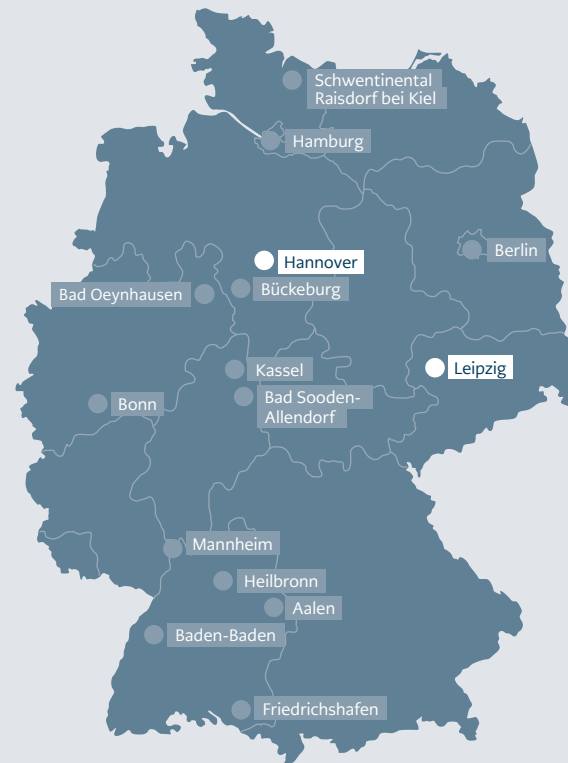 Schwentinental
Raisdorf bei Kiel
Hamburg
Berlin
Hannover
Bückeburg
Bad Oeynhausen
Kassel
Leipzig
Bad Sooden-
Allendorf
Bonn
Mannheim
Heilbronn
Aalen
Baden-Baden
Friedrichshafen